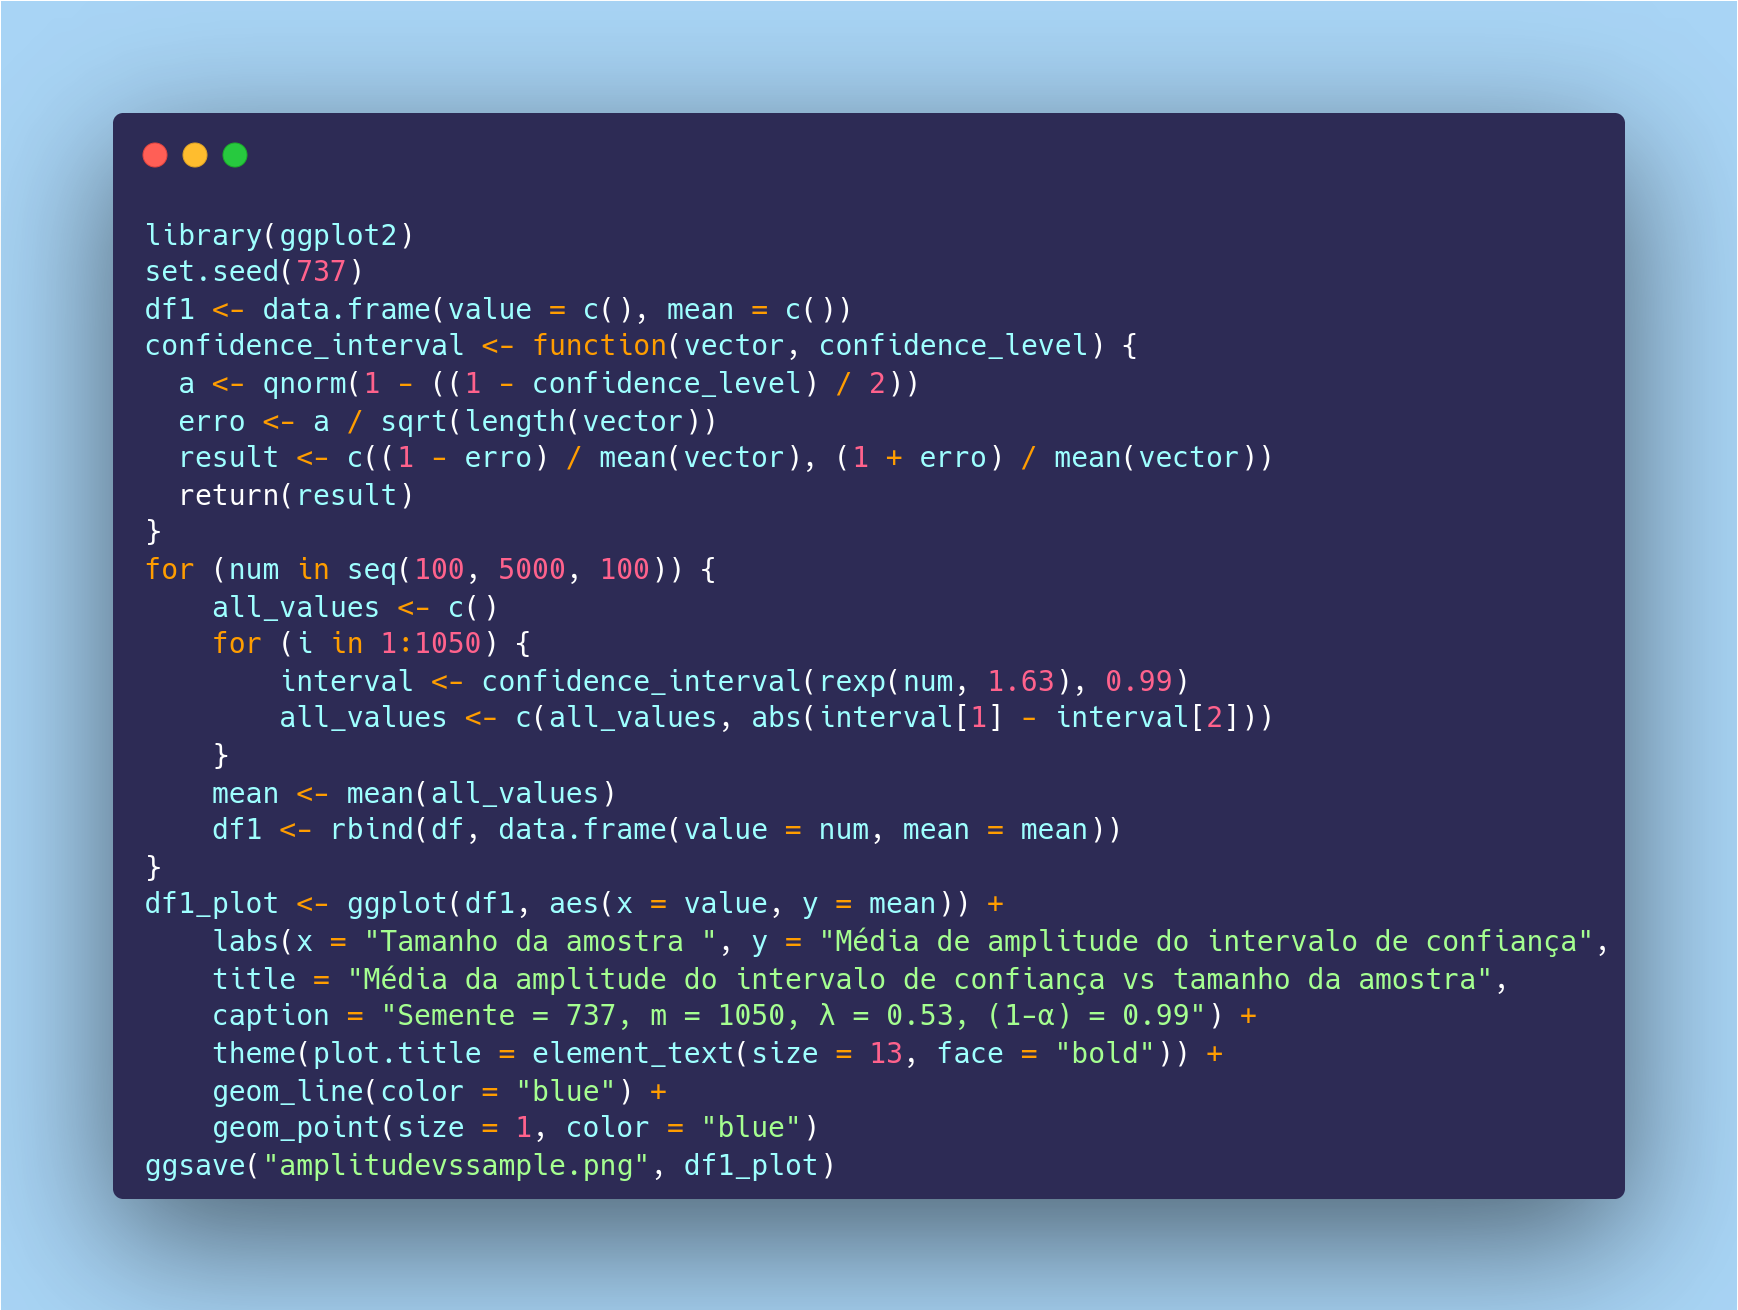 library(ggplot2)
set.seed(737)
df1 <- data.frame(value = c(), mean = c())
confidence_interval <- function(vector, confidence_level) {
  a <- qnorm(1 - ((1 - confidence_level) / 2))
  erro <- a / sqrt(length(vector))
  result <- c((1 - erro) / mean(vector), (1 + erro) / mean(vector))
  return(result)
}
for (num in seq(100, 5000, 100)) {
    all_values <- c()
    for (i in 1:1050) {
        interval <- confidence_interval(rexp(num, 1.63), 0.99)
        all_values <- c(all_values, abs(interval[1] - interval[2]))
    }
    mean <- mean(all_values)
    df1 <- rbind(df, data.frame(value = num, mean = mean))
}
df1_plot <- ggplot(df1, aes(x = value, y = mean)) +
    labs(x = "Tamanho da amostra ", y = "Média de amplitude do intervalo de confiança",
    title = "Média da amplitude do intervalo de confiança vs tamanho da amostra",
    caption = "Semente = 737, m = 1050, λ = 0.53, (1-α) = 0.99") +
    theme(plot.title = element_text(size = 13, face = "bold")) +
    geom_line(color = "blue") +
    geom_point(size = 1, color = "blue")
ggsave("amplitudevssample.png", df1_plot)